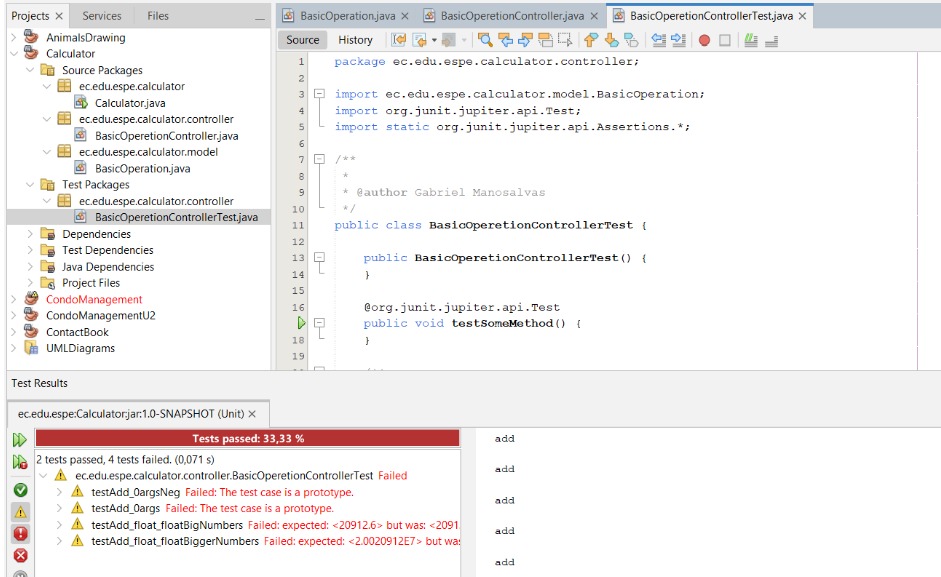 Projects
Services
Files
AnimalsDrawing
Calculator
Source Packages
ec.edu.espe.calculator
Calculator.java
ec.edu.espe.calculator.controller
BasicOperetionController.java
ec.edu.espe.calculator.model
BasicOperation.java
Test Packages
ec.edu.espe.calculator.controller
BasicOperetionControllerTest.java
Dependencies
Test Dependencies
Java Dependencies
Project Files
CondoManagement
CondoManagementU2
ContactBook
UMLDiagrams
BasicOperation.java
BasicOperetionController.java
BasicOperetionControllerTest.java
Source
History
1 package ec.edu.espe.calculator.controller;
2
3 import ec.edu.espe.calculator.model.BasicOperation;
4 import org.junit.jupiter.api.Test;
5 import static org.junit.jupiter.api.Assertions.*;
6
7 /**
8 *
9 * @author Gabriel Manosalvas
10 */
11 public class BasicOperetionControllerTest {
12
13 public BasicOperetionControllerTest() {
14 }
15
16 @org.junit.jupiter.api.Test
public void testSomeMethod() {
18 }
19
Test Results
ec.edu.espe:Calculator:jar:1.0-SNAPSHOT (Unit)
Tests passed: 33,33 %
2 tests passed, 4 tests failed. (0,071 s)
ec.edu.espe.calculator.controller.BasicOperetionControllerTest Failed
testAdd_0argsNeg Failed: The test case is a prototype.
testAdd_0args Failed: The test case is a prototype.
testAdd_float_floatBigNumbers Failed: expected: <20912.6> but was: <2091
testAdd_float_floatBiggerNumbers Failed: expected: <2.0020912E7> but was
add
add
add
add
add